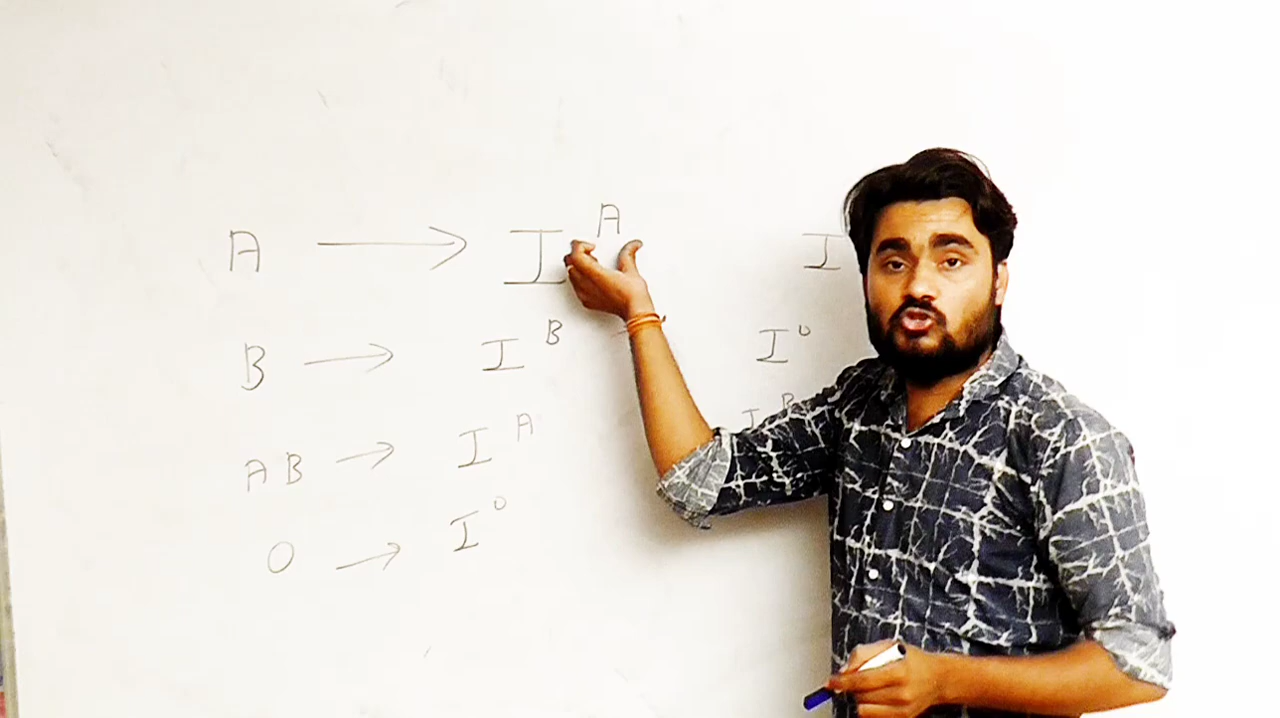 A → I^A I
B → I^B I^O
AB → I^A I^B
O → I^O